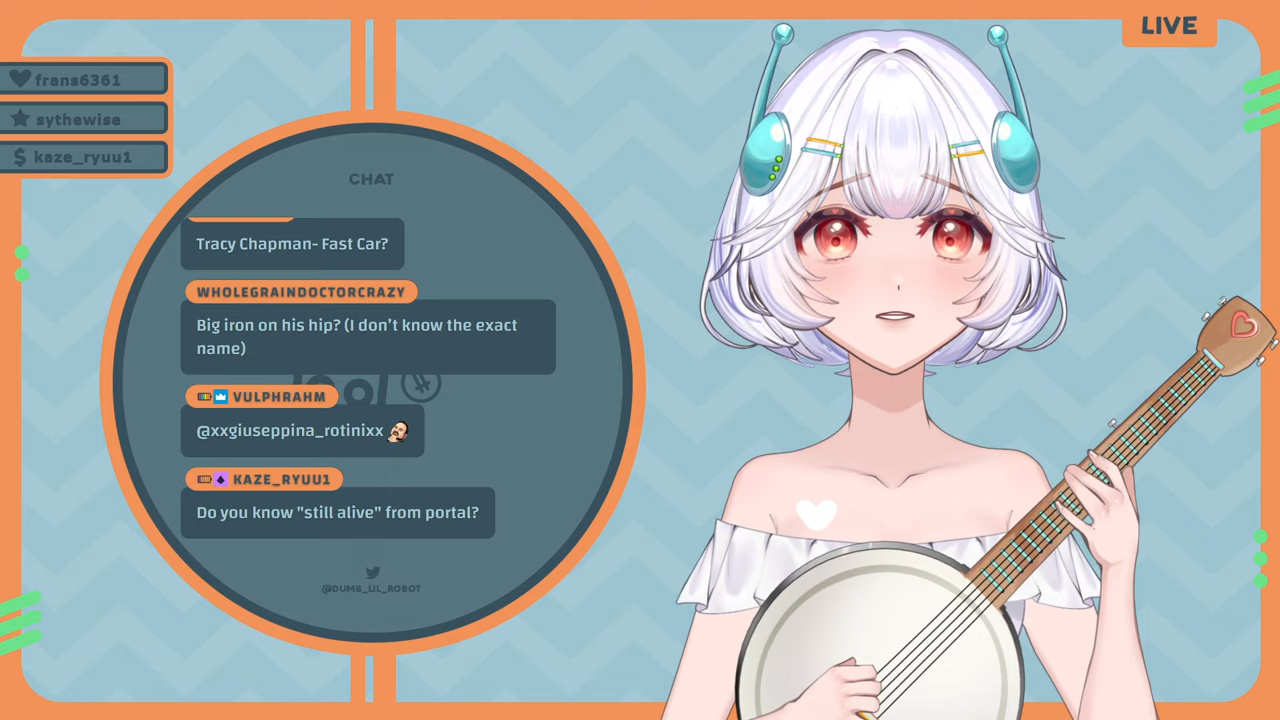 LIVE
frans6361
sythewise
$ kaze_ryuu1
CHAT
Tracy Chapman- Fast Car?
WHOLEGRAINDOCTORCRAZY
Big iron on his hip? (I don't know the exact
name)
VULPHRAHM
@xxgiuseppina_rotinixx
KAZE_RYUU1
Do you know "still alive" from portal?
@DUMB_LIL_ROBOT